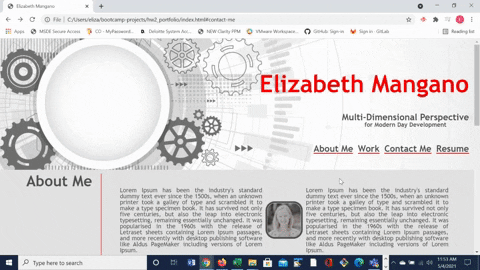 Elizabeth Mangano
File | C:/Users/eliza/bootcamp-projects/hw2_portfolio/index.html#contact-me
Apps MSDE Secure Access CO - MyPassword... Deloitte System Acc... NEW Clarity PPM VMware Workspace... GitHub: Sign-in Sign in · GitLab Reading list
Elizabeth Mangano
Multi-Dimensional Perspective
for Modern Day Development
About Me Work Contact Me Resume
About Me
Lorem Ipsum has been the industry's standard
dummy text ever since the 1500s, when an unknown
printer took a galley of type and scrambled it to
make a type specimen book. It has survived not only
five centuries, but also the leap into electronic
typesetting, remaining essentially unchanged. It was
popularised in the 1960s with the release of
Letraset sheets containing Lorem Ipsum passages,
and more recently with desktop publishing software
like Aldus PageMaker including versions of Lorem
Ipsum.
Lorem Ipsum has been the industry's standard
dummy text ever since the 1500s, when an unknown
printer took a galley of type and scrambled it to
make a type specimen book. It has survived not only
five centuries, but also the leap into electronic
typesetting, remaining essentially unchanged. It was
popularised in the 1960s with the release of
Letraset sheets containing Lorem Ipsum passages,
and more recently with desktop publishing software
like Aldus PageMaker including versions of Lorem
Ipsum.
Type here to search
11:53 AM
5/4/2021